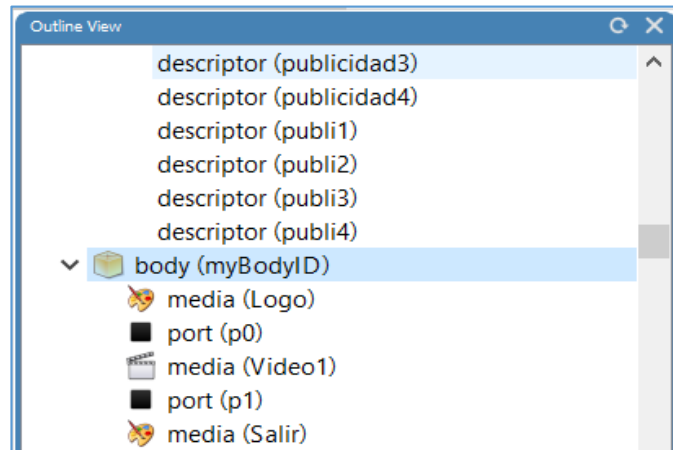 Outline View
descriptor (publicidad3)
descriptor (publicidad4)
descriptor (publi1)
descriptor (publi2)
descriptor (publi3)
descriptor (publi4)
body (myBodyID)
media (Logo)
port (p0)
media (Video1)
port (p1)
media (Salir)